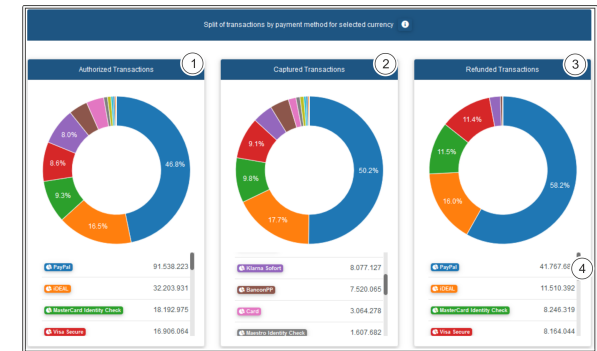 Split of transactions by payment method for selected currency i
Authorized Transactions 1
46.8%
16.5%
9.3%
8.6%
8.0%
PayPal 91.538.223
iDEAL 32.203.931
MasterCard Identity Check 18.192.975
Visa Secure 16.906.064
Captured Transactions 2
50.2%
17.7%
9.8%
9.1%
Klarna Sofort 8.077.127
BanconPP 7.520.065
Card 3.064.278
Maestro Identity Check 1.607.682
Refunded Transactions 3
58.2%
16.0%
11.5%
11.4%
PayPal 41.767.68
4
iDEAL 11.510.392
MasterCard Identity Check 8.246.319
Visa Secure 8.164.044